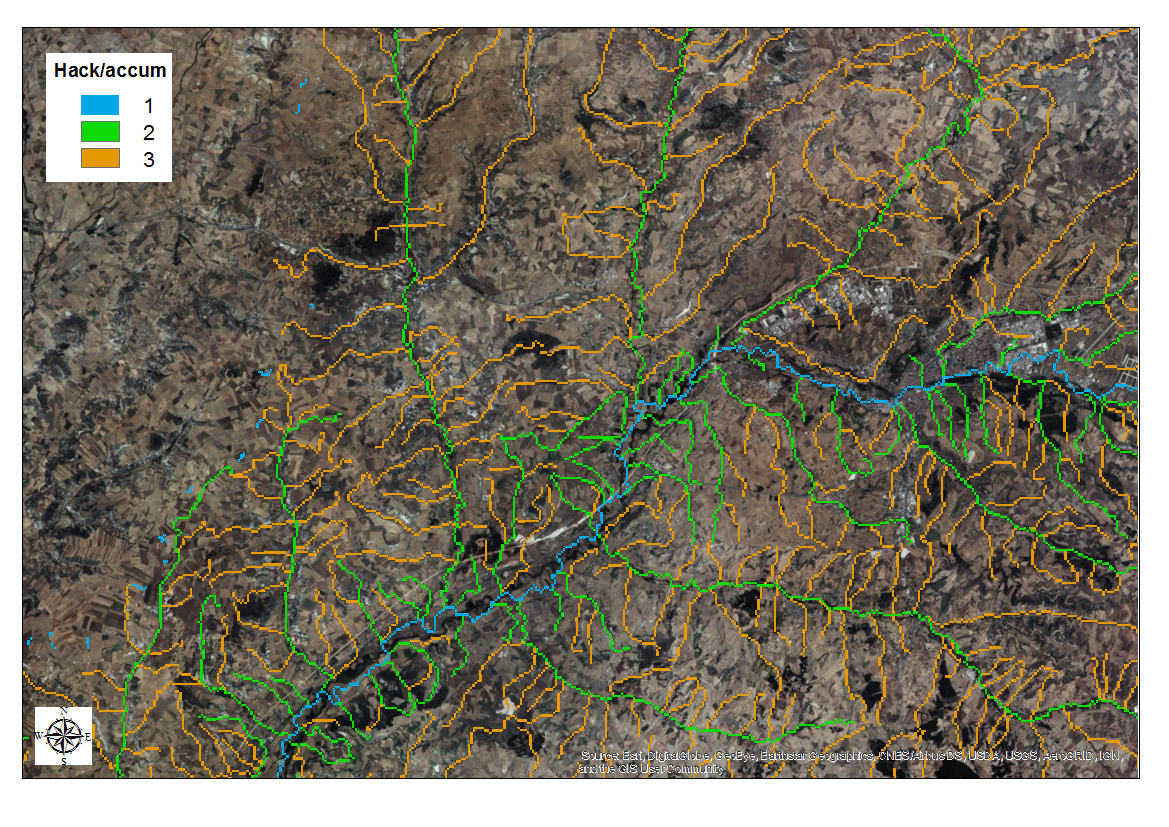 Hack/accum
1
2
3
N
W E
S
Source: Esri, DigitalGlobe, GeoEye, Earthstar Geographics, CNES/Airbus DS, USDA, USGS, AeroGRID, IGN,
and the GIS User Community